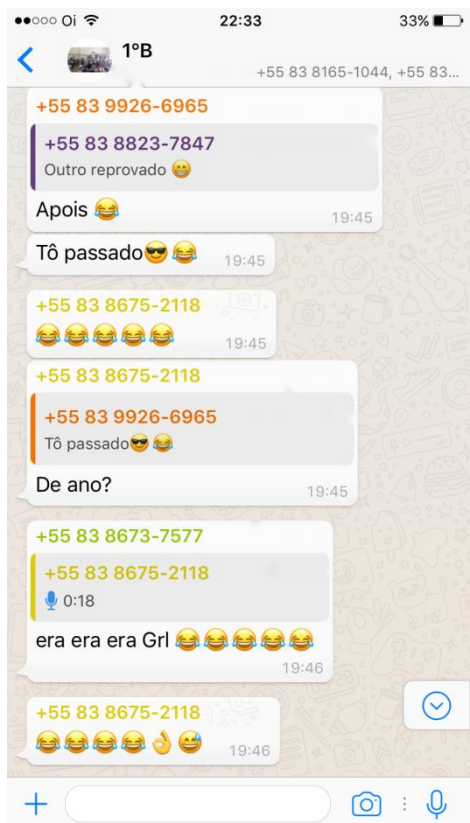 Oi 22:33 33%
1°B
+55 83 8165-1044, +55 83...
+55 83 9926-6965
+55 83 8823-7847
Outro reprovado 😁
Apois 😂
19:45
Tô passado😎😂
19:45
+55 83 8675-2118
😂😂😂😂😂
19:45
+55 83 8675-2118
+55 83 9926-6965
Tô passado😎😂
De ano?
19:45
+55 83 8673-7577
+55 83 8675-2118
0:18
era era era Grl 😂😂😂😂😂
19:46
+55 83 8675-2118
😂😂😂😂👌😅
19:46